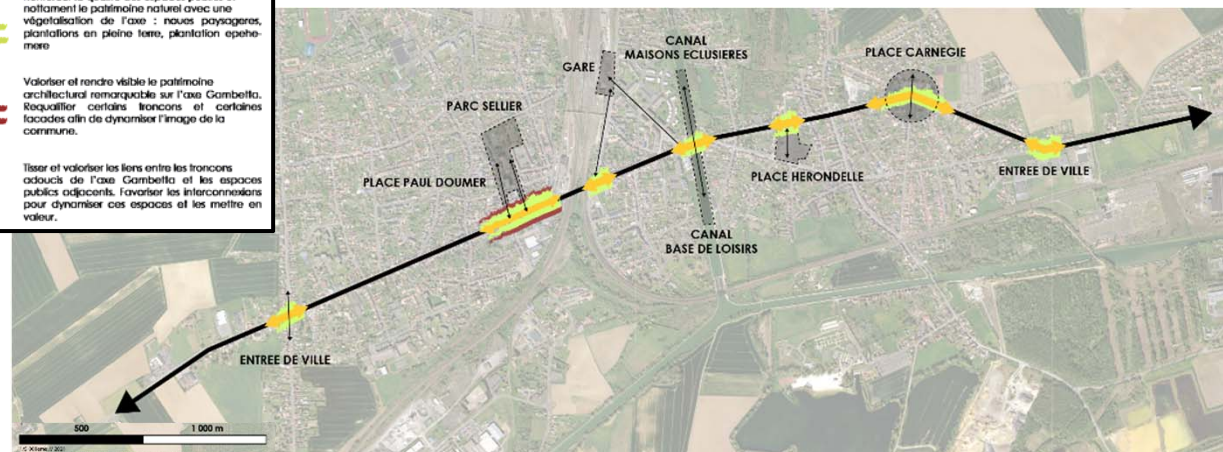 nottament le patrimoine naturel avec une
végetalisation de l'axe : noues paysageres,
plantations en pleine terre, plantation epehe-
mere
Valoriser et rendre visible le patrimoine
architectural remarquable sur l'axe Gambetta.
Requalifier certains troncons et certaines
facades afin de dynamiser l'image de la
commune.
Tisser et valoriser les liens entre les troncons
adoucis de l'axe Gambetta et les espaces
publics adjacents. Favoriser les interconnexions
pour dynamiser ces espaces et les mettre en
valeur.
CANAL
MAISONS ECLUSIERES
GARE
PLACE CARNEGIE
PARC SELLIER
PLACE PAUL DOUMER
PLACE HERONDELLE
ENTREE DE VILLE
CANAL
BASE DE LOISIRS
ENTREE DE VILLE
500
1 000 m